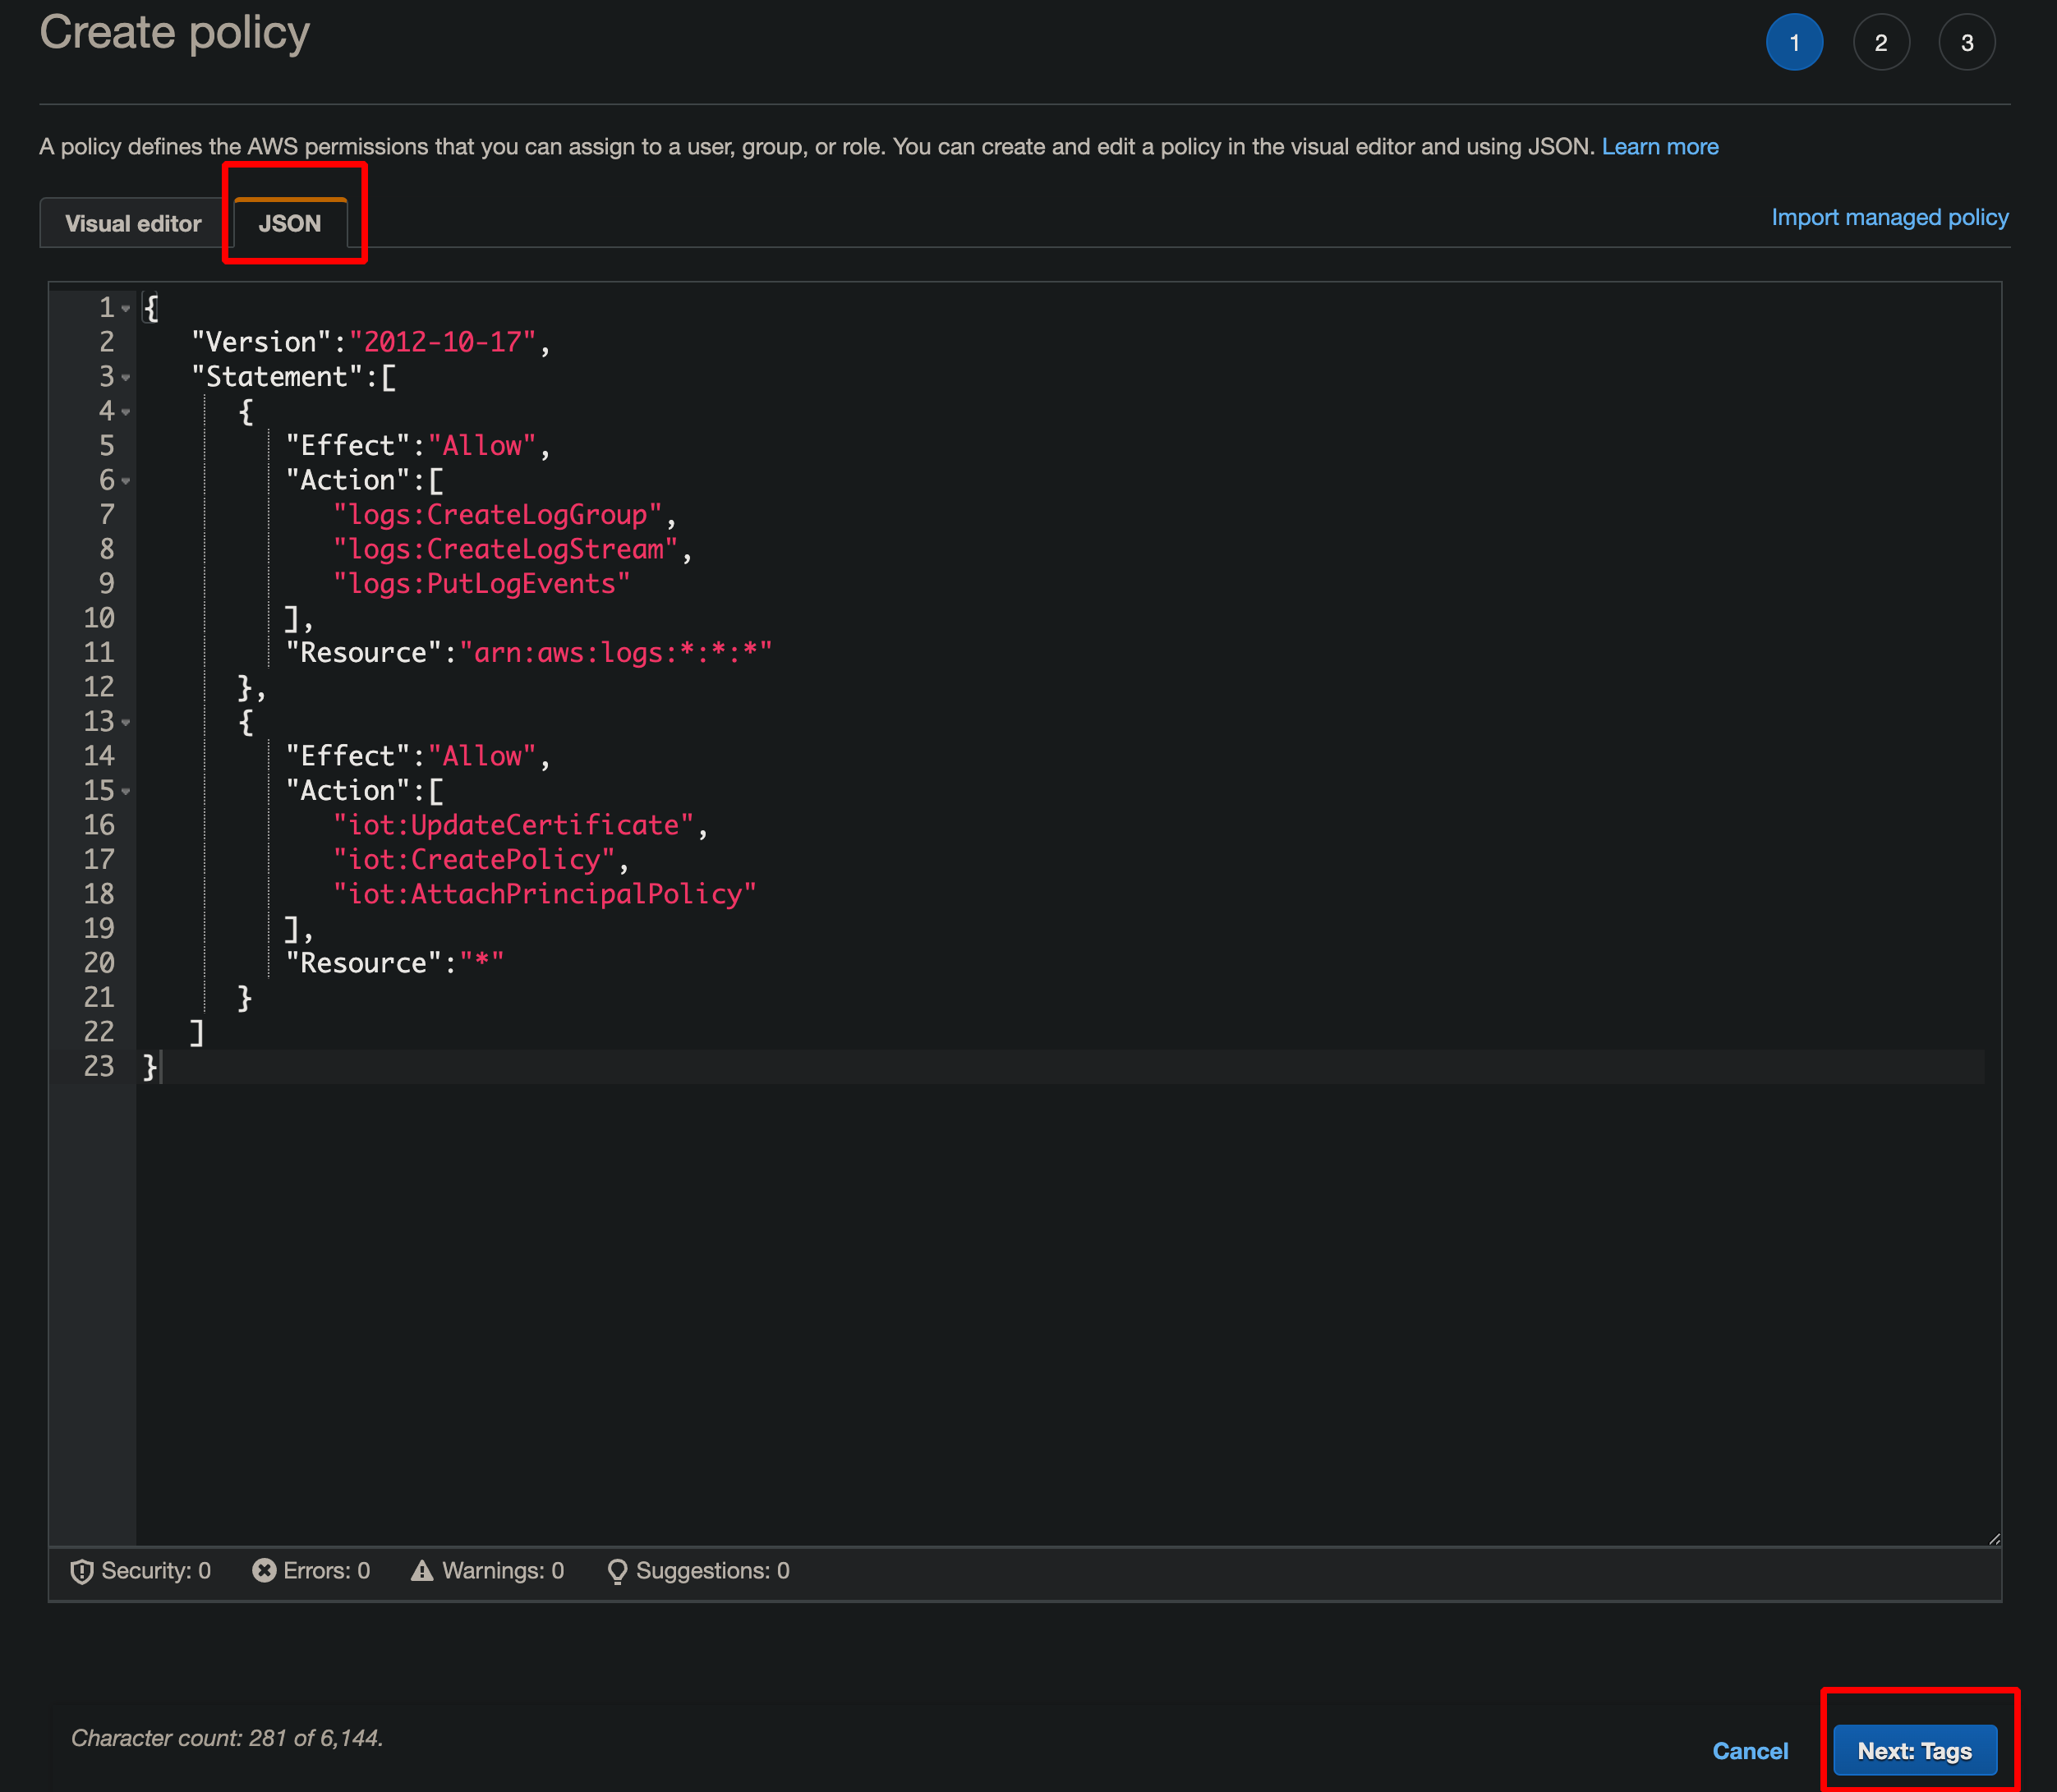 Create policy
1 2 3
A policy defines the AWS permissions that you can assign to a user, group, or role. You can create and edit a policy in the visual editor and using JSON. Learn more
Visual editor JSON Import managed policy
1 {
2    "Version":"2012-10-17",
3    "Statement":[
4       {
5          "Effect":"Allow",
6          "Action":[
7             "logs:CreateLogGroup",
8             "logs:CreateLogStream",
9             "logs:PutLogEvents"
10          ],
11          "Resource":"arn:aws:logs:*:*:*"
12       },
13       {
14          "Effect":"Allow",
15          "Action":[
16             "iot:UpdateCertificate",
17             "iot:CreatePolicy",
18             "iot:AttachPrincipalPolicy"
19          ],
20          "Resource":"*"
21       }
22    ]
23 }
Security: 0 Errors: 0 Warnings: 0 Suggestions: 0
Character count: 281 of 6,144.
Cancel Next: Tags